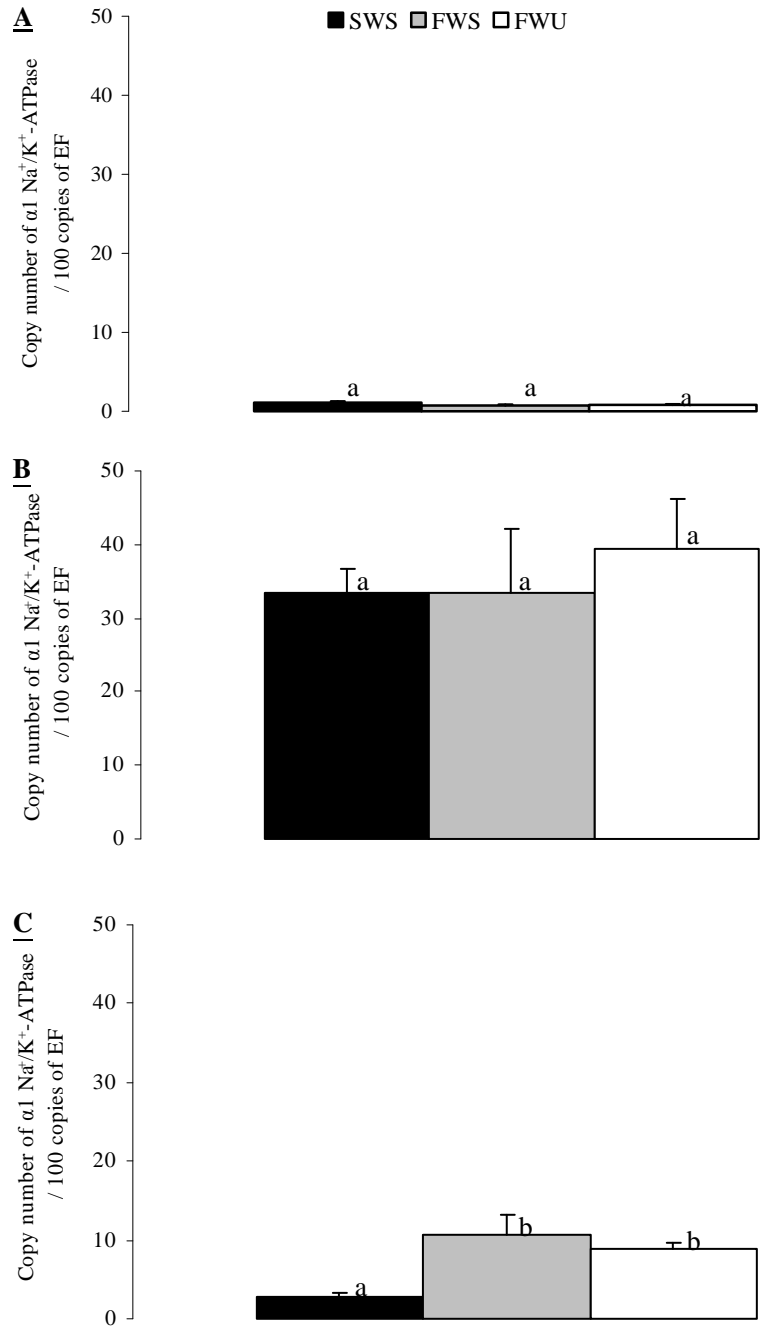 A
SWS FWS FWU
Copy number of α1 Na⁺/K⁺-ATPase
/ 100 copies of EF
50
40
30
20
10
0
a a a
B
Copy number of α1 Na⁺/K⁺-ATPase
/ 100 copies of EF
50
40
30
20
10
0
a a a
C
Copy number of α1 Na⁺/K⁺-ATPase
/ 100 copies of EF
50
40
30
20
10
0
a b b